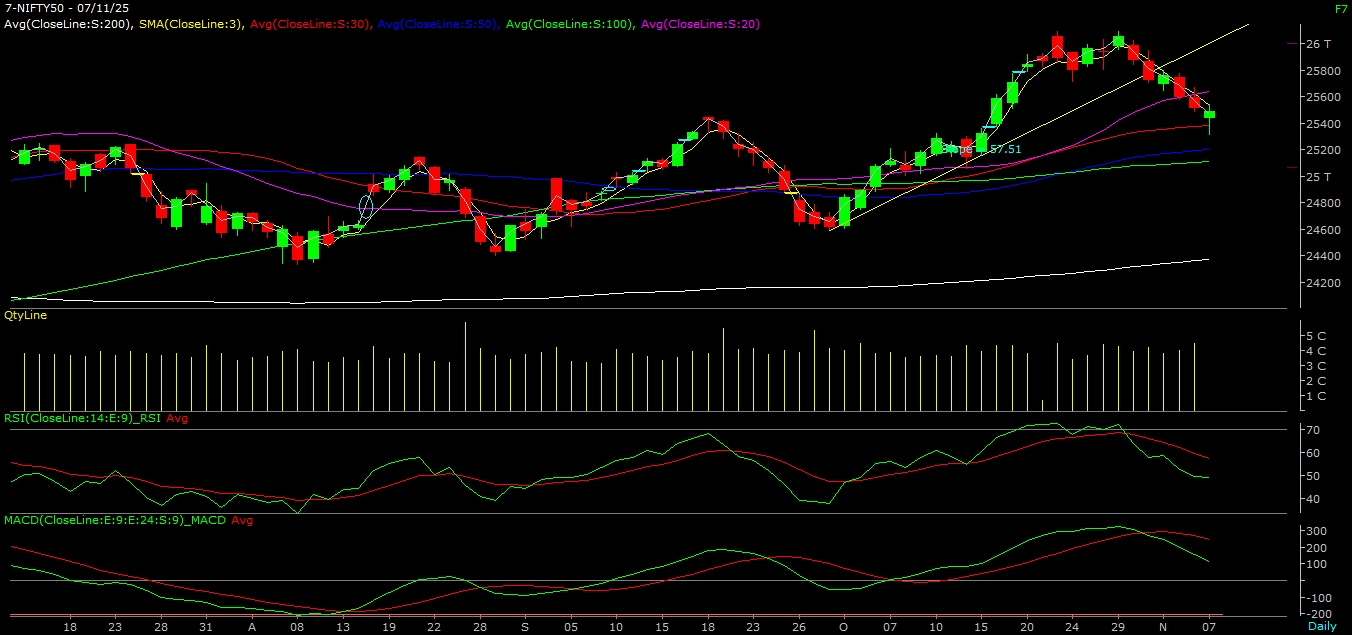 7-NIFTY50 - 07/11/25
F7
Avg(CloseLine:S:200), SMA(CloseLine:3), Avg(CloseLine:S:30), Avg(CloseLine:S:50), Avg(CloseLine:S:100), Avg(CloseLine:S:20)
26 T
25800
25600
25400
25200
25 T
24800
24600
24400
24200
57.51
QtyLine
5 C
4 C
3 C
2 C
1 C
RSI(CloseLine:14:E:9)_RSI Avg
70
60
50
40
MACD(CloseLine:E:9:E:24:S:9)_MACD Avg
300
200
100
-100
-200
18 23 28 31 A 08 13 17 22 28 S 05 10 15 18 23 26 O 07 10 15 20 24 29 N 07
Daily